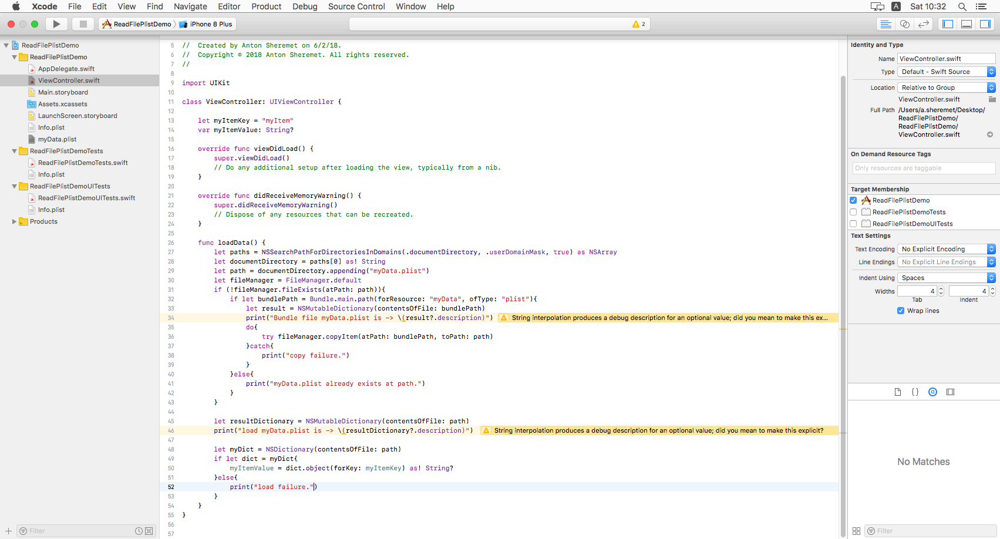 Xcode File Edit View Find Navigate Editor Product Debug Source Control Window Help A Sat 10:32
ReadFilePlistDemo iPhone 8 Plus 2
ReadFilePlistDemo
ReadFilePlistDemo
AppDelegate.swift
ViewController.swift
Main.storyboard
Assets.xcassets
LaunchScreen.storyboard
Info.plist
myData.plist
ReadFilePlistDemoTests
ReadFilePlistDemoTests.swift
Info.plist
ReadFilePlistDemoUITests
ReadFilePlistDemoUITests.swift
Info.plist
Products
Filter
5 //  Created by Anton Sheremet on 6/2/18.
6 //  Copyright © 2018 Anton Sheremet. All rights reserved.
7 //
8
9 import UIKit
10
11 class ViewController: UIViewController {
12
13     let myItemKey = "myItem"
14     var myItemValue: String?
15
16     override func viewDidLoad() {
17         super.viewDidLoad()
18         // Do any additional setup after loading the view, typically from a nib.
19     }
20
21     override func didReceiveMemoryWarning() {
22         super.didReceiveMemoryWarning()
23         // Dispose of any resources that can be recreated.
24     }
25
26     func loadData() {
27         let paths = NSSearchPathForDirectoriesInDomains(.documentDirectory, .userDomainMask, true) as NSArray
28         let documentDirectory = paths[0] as! String
29         let path = documentDirectory.appending("myData.plist")
30         let fileManager = FileManager.default
31         if (!fileManager.fileExists(atPath: path)){
32             if let bundlePath = Bundle.main.path(forResource: "myData", ofType: "plist"){
33                 let result = NSMutableDictionary(contentsOfFile: bundlePath)
34                 print("Bundle file myData.plist is -> \(result?.description)") String interpolation produces a debug description for an optional value; did you mean to make this ex...
35                 do{
36                     try fileManager.copyItem(atPath: bundlePath, toPath: path)
37                 }catch{
38                     print("copy failure.")
39                 }
40             }else{
41                 print("myData.plist already exists at path.")
42             }
43         }
44
45         let resultDictionary = NSMutableDictionary(contentsOfFile: path)
46         print("load myData.plist is -> \(resultDictionary?.description)") String interpolation produces a debug description for an optional value; did you mean to make this explicit?
47
48         let myDict = NSDictionary(contentsOfFile: path)
49         if let dict = myDict{
50             myItemValue = dict.object(forKey: myItemKey) as! String?
51         }else{
52             print("load failure.")
53         }
54     }
55 }
56
57
Identity and Type
Name ViewController.swift
Type Default - Swift Source
Location Relative to Group
ViewController.swift
Full Path /Users/a.sheremet/Desktop/
ReadFilePlistDemo/
ReadFilePlistDemo/
ViewController.swift
On Demand Resource Tags
Only resources are taggable
Target Membership
ReadFilePlistDemo
ReadFilePlistDemoTests
ReadFilePlistDemoUITests
Text Settings
Text Encoding No Explicit Encoding
Line Endings No Explicit Line Endings
Indent Using Spaces
Widths 4 4
Tab Indent
Wrap lines
{}
No Matches
Filter